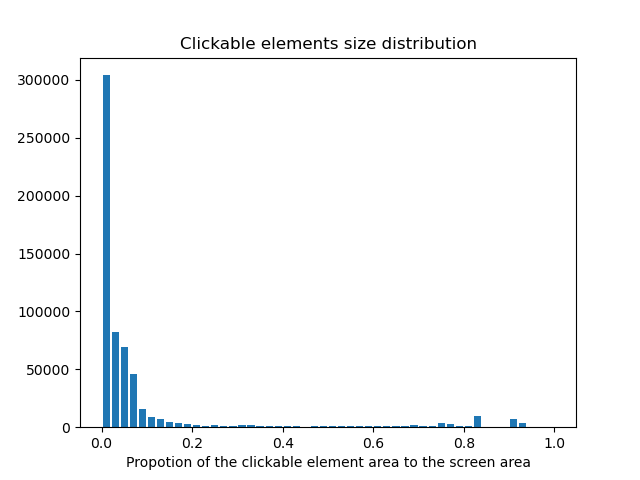 Clickable elements size distribution
300000
250000
200000
150000
100000
50000
0
0.0 0.2 0.4 0.6 0.8 1.0
Propotion of the clickable element area to the screen area